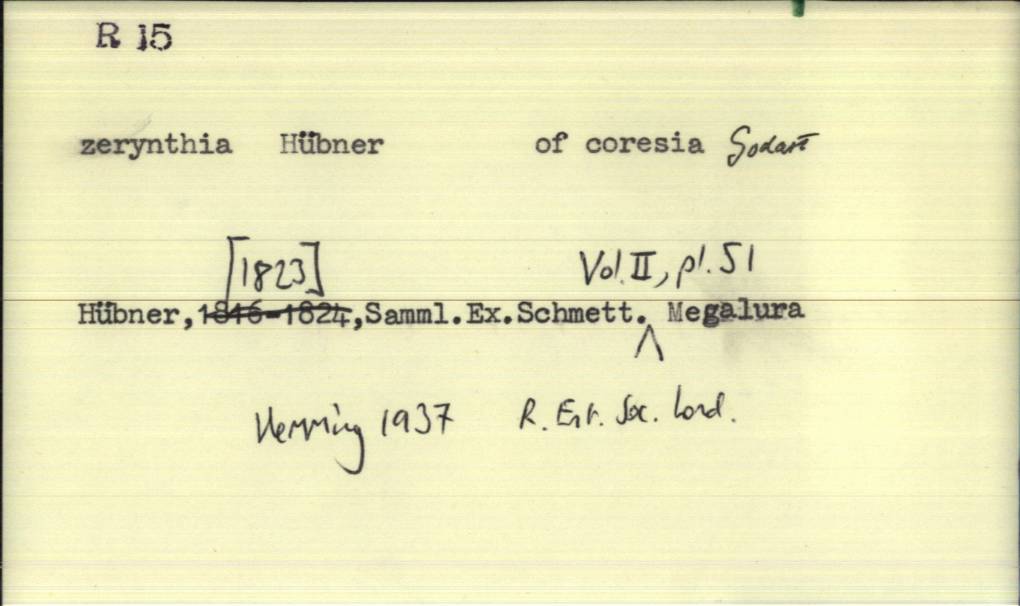 R 15
zerynthia Hübner of coresia Godart
[1823] Vol. II, pl. 51
Hübner, 1816-1824, Samml.Ex.Schmett. Megalura
Hemming 1937 R. Ent. Soc. Lond.